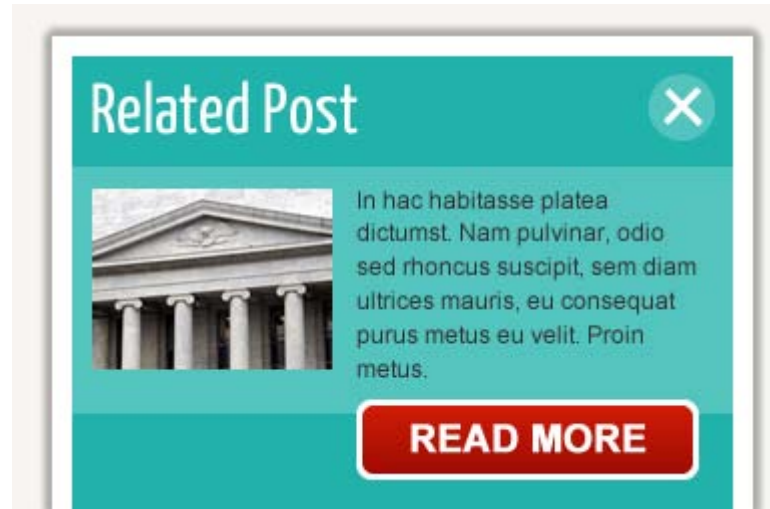 Related Post
In hac habitasse platea
dictumst. Nam pulvinar, odio
sed rhoncus suscipit, sem diam
ultrices mauris, eu consequat
purus metus eu velit. Proin
metus.
READ MORE